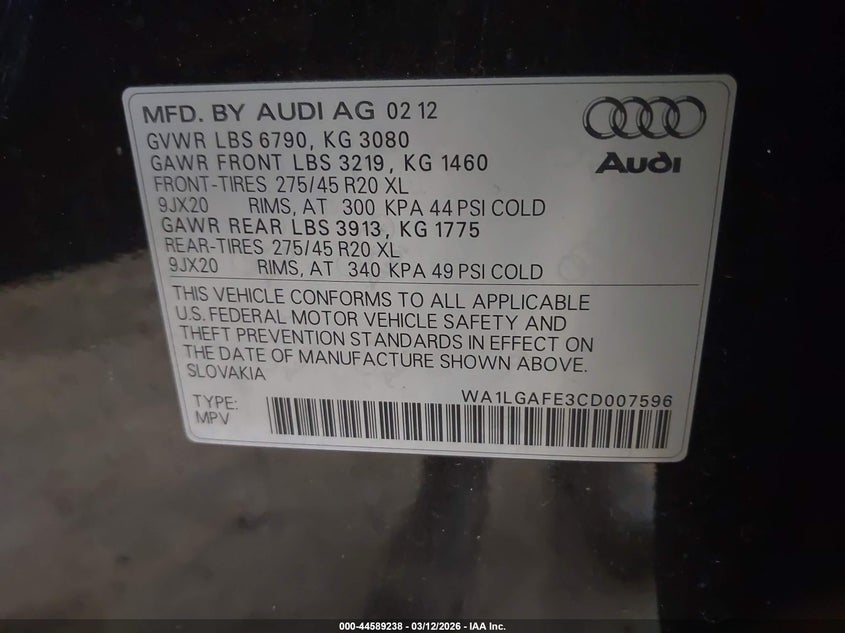 MFD. BY AUDI AG 02 12
GVWR LBS 6790, KG 3080
GAWR FRONT LBS 3219, KG 1460
FRONT-TIRES 275/45 R20 XL
9JX20 RIMS, AT 300 KPA 44 PSI COLD
GAWR REAR LBS 3913, KG 1775
REAR-TIRES 275/45 R20 XL
9JX20 RIMS, AT 340 KPA 49 PSI COLD
Audi
THIS VEHICLE CONFORMS TO ALL APPLICABLE
U.S. FEDERAL MOTOR VEHICLE SAFETY AND
THEFT PREVENTION STANDARDS IN EFFECT ON
THE DATE OF MANUFACTURE SHOWN ABOVE.
SLOVAKIA
WA1LGAFE3CD007596
TYPE:
MPV
000-44589238 - 03/12/2026 - IAA Inc.